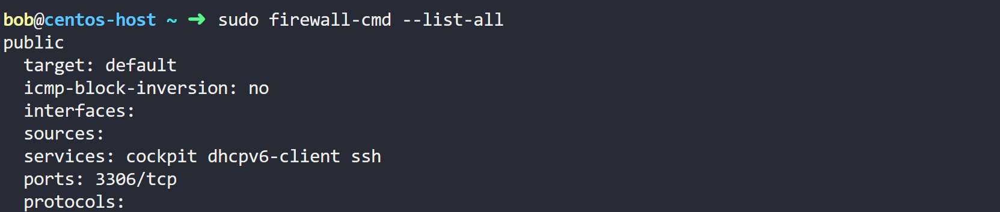 bob@centos-host ~ ➜ sudo firewall-cmd --list-all
public
  target: default
  icmp-block-inversion: no
  interfaces:
  sources:
  services: cockpit dhcpv6-client ssh
  ports: 3306/tcp
  protocols: